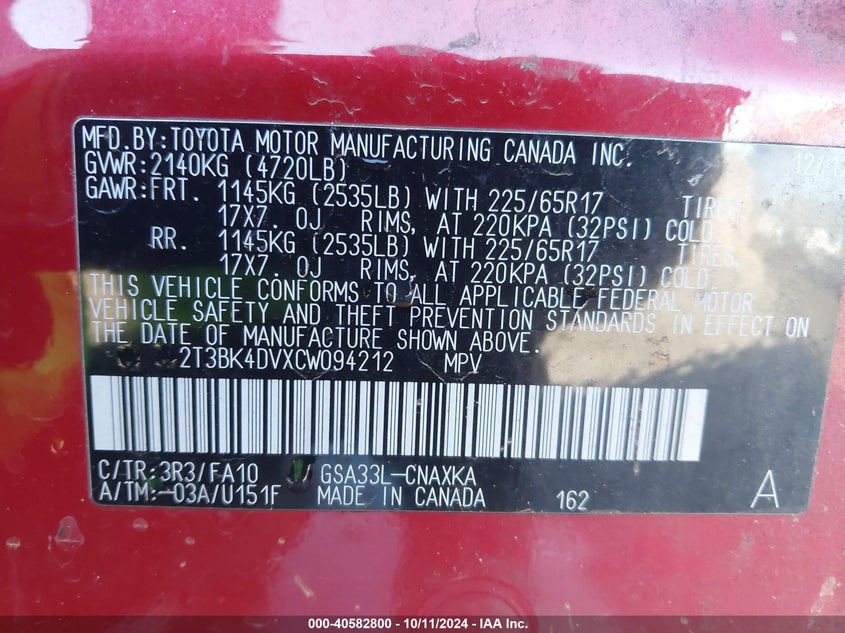 MFD.BY:TOYOTA MOTOR MANUFACTURING CANADA INC.
GVWR:2140KG (4720LB)
GAWR:FRT. 1145KG (2535LB) WITH 225/65R17 TIRES,
17X7. 0J RIMS, AT 220KPA (32PSI) COLD.
RR. 1145KG (2535LB) WITH 225/65R17 TIRES,
17X7. 0J RIMS, AT 220KPA (32PSI) COLD.
THIS VEHICLE CONFORMS TO ALL APPLICABLE FEDERAL MOTOR
VEHICLE SAFETY AND THEFT PREVENTION STANDARDS IN EFFECT ON
THE DATE OF MANUFACTURE SHOWN ABOVE.
2T3BK4DVXCW094212 MPV
C/TR:3R3/FA10 GSA33L-CNAXKA
A/TM:-03A/U151F MADE IN CANADA 162 A
000-40582800 - 10/11/2024 - IAA Inc.